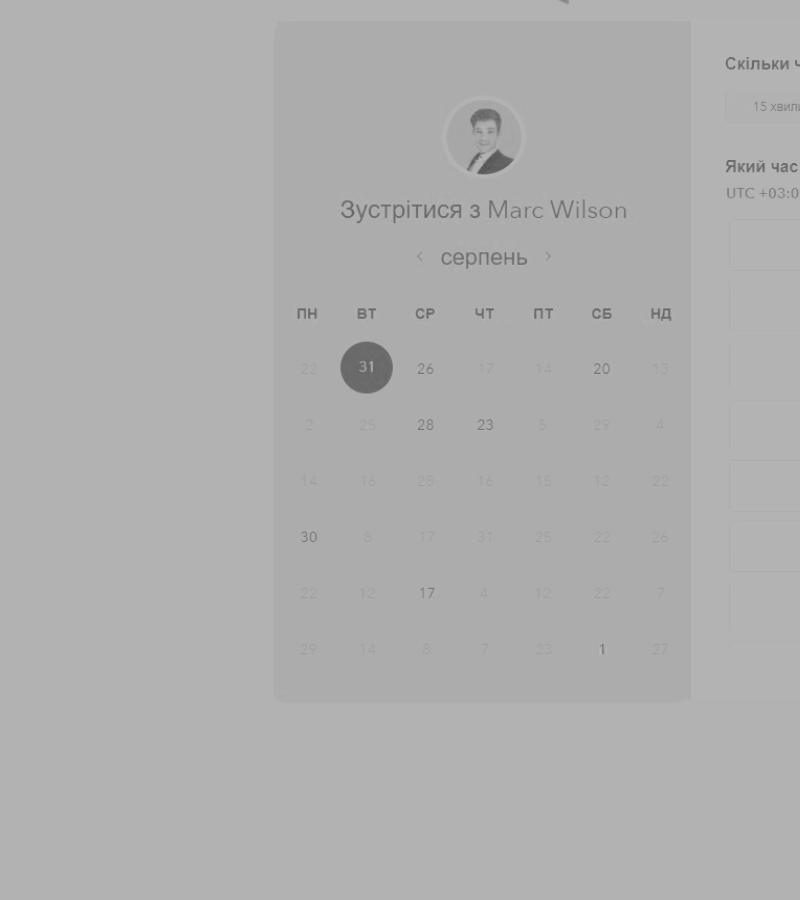 Зустрітися з Marc Wilson
‹ серпень ›
ПН ВТ СР ЧТ ПТ СБ НД
22 31 26 17 14 20 13
2 25 28 23 5 29 4
14 16 28 16 15 12 22
30 8 17 31 25 22 26
22 12 17 4 12 22 7
29 14 8 7 23 1 27
Скільки
15
Який час
UTC +03:0